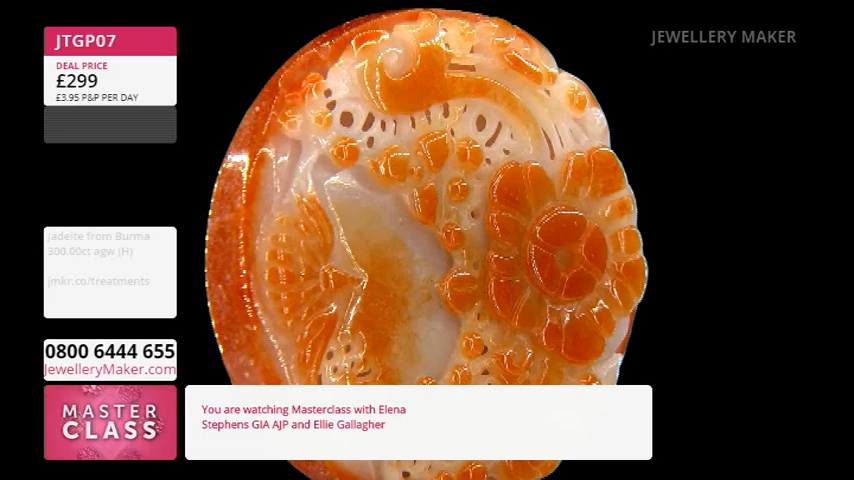 JTGP07
DEAL PRICE
£299
£3.95 P&P PER DAY
JEWELLERY MAKER
Jadeite from Burma
300.00ct agw (H)
jmkr.co/treatments
0800 6444 655
JewelleryMaker.com
MASTER
CLASS
You are watching Masterclass with Elena
Stephens GIA AJP and Ellie Gallagher